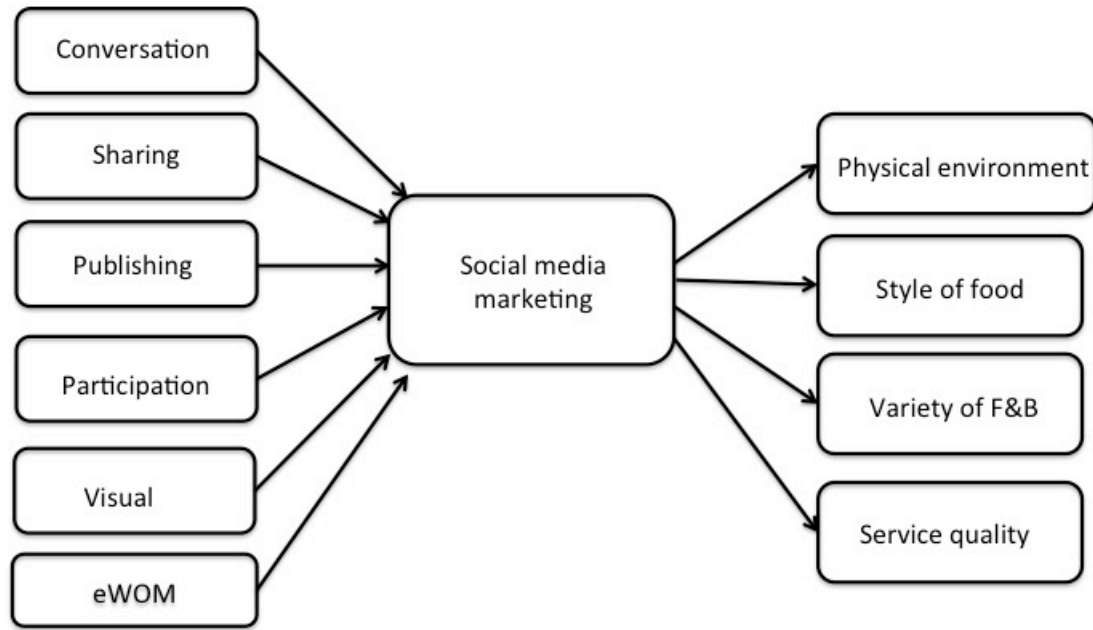 Conversation
Sharing
Publishing
Participation
Visual
eWOM
Social media
marketing
Physical environment
Style of food
Variety of F&B
Service quality